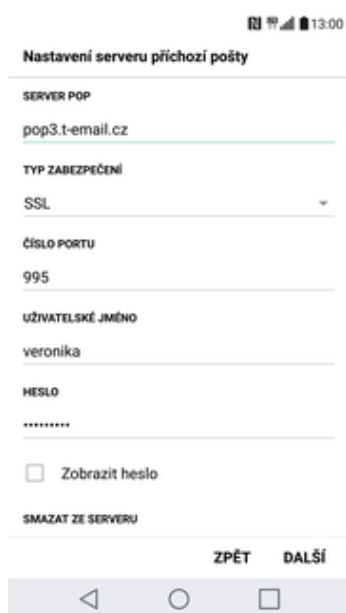 13:00
Nastavení serveru příchozí pošty
SERVER POP
pop3.t-email.cz
TYP ZABEZPEČENÍ
SSL
ČÍSLO PORTU
995
UŽIVATELSKÉ JMÉNO
veronika
HESLO
•••••••••
Zobrazit heslo
SMAZAT ZE SERVERU
ZPĚT DALŠÍ